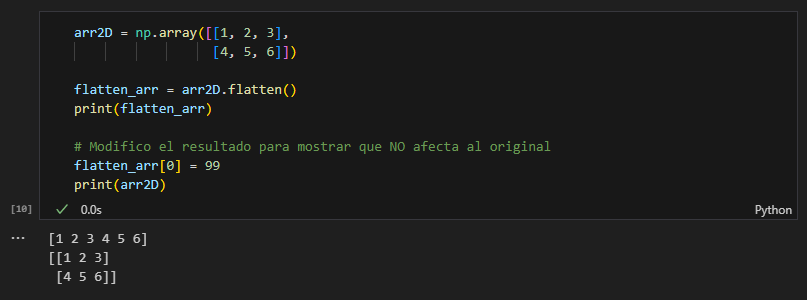 arr2D = np.array([[1, 2, 3],
                  [4, 5, 6]])

flatten_arr = arr2D.flatten()
print(flatten_arr)

# Modifico el resultado para mostrar que NO afecta al original
flatten_arr[0] = 99
print(arr2D)
[10] ✓ 0.0s Python
... [1 2 3 4 5 6]
[[1 2 3]
 [4 5 6]]